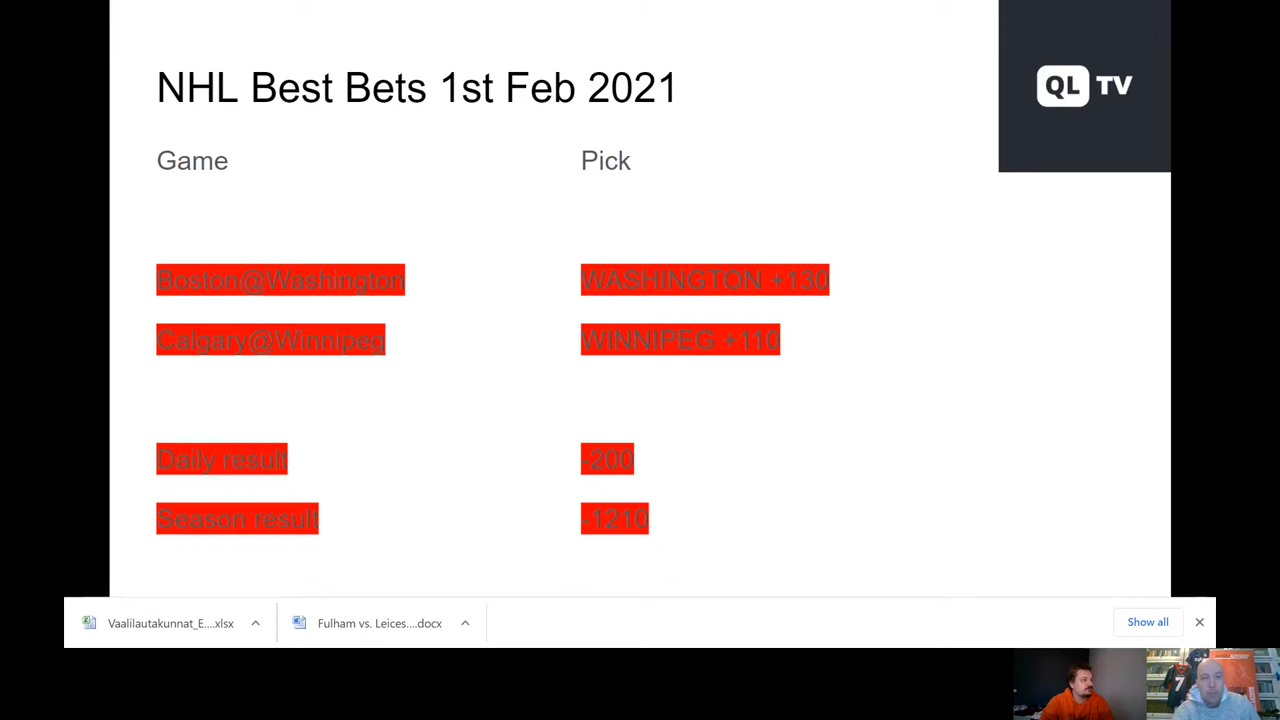 NHL Best Bets 1st Feb 2021
QL TV
Game
Pick
Boston@Washington
WASHINGTON +130
Calgary@Winnipeg
WINNIPEG +110
Daily result
-200
Season result
-1210
Vaalilautakunnat_E....xlsx
Fulham vs. Leices....docx
Show all
7